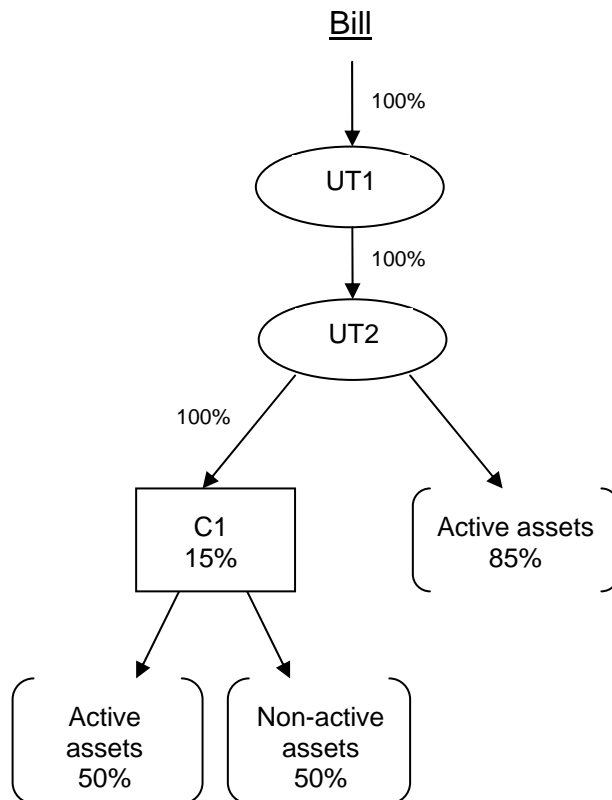 Bill
100%
UT1
100%
UT2
100%
C1
15%
Active assets
85%
Active
assets
50%
Non-active
assets
50%